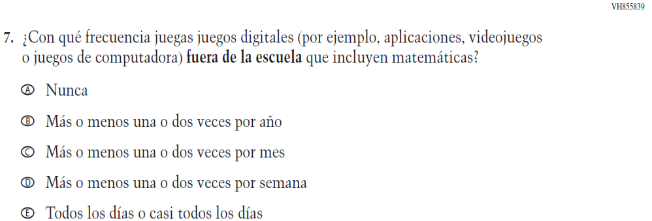 VH855839
7. ¿Con qué frecuencia juegas juegos digitales (por ejemplo, aplicaciones, videojuegos
o juegos de computadora) fuera de la escuela que incluyen matemáticas?
A Nunca
B Más o menos una o dos veces por año
C Más o menos una o dos veces por mes
D Más o menos una o dos veces por semana
E Todos los días o casi todos los días